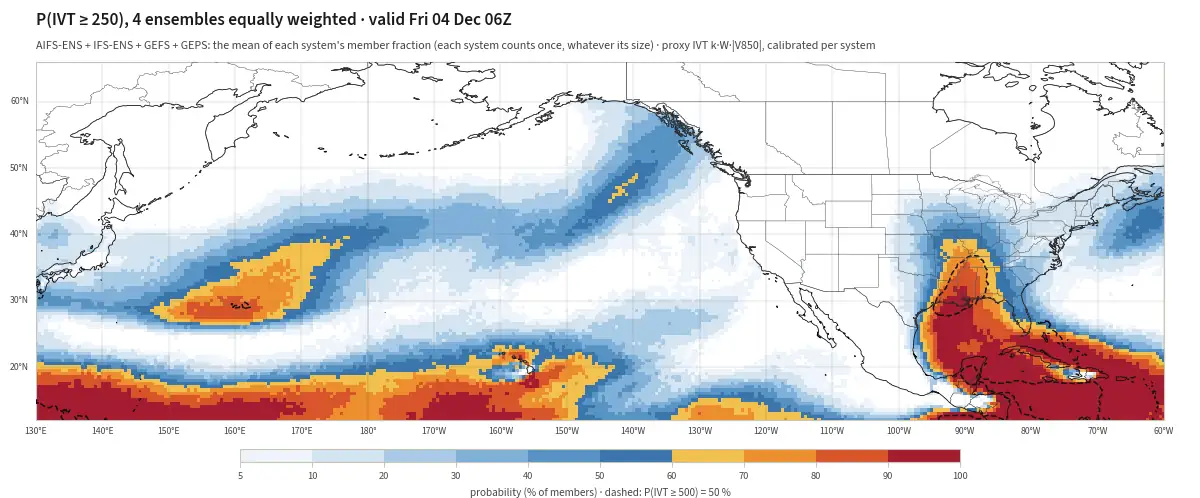 P(IVT ≥ 250), 4 ensembles equally weighted · valid Fri 04 Dec 06Z
AIFS-ENS + IFS-ENS + GEFS + GEPS: the mean of each system's member fraction (each system counts once, whatever its size) · proxy IVT k·W·|V850|, calibrated per system
60°N
50°N
40°N
30°N
20°N
130°E 140°E 150°E 160°E 170°E 180° 170°W 160°W 150°W 140°W 130°W 120°W 110°W 100°W 90°W 80°W 70°W 60°W
5 10 20 30 40 50 60 70 80 90 100
probability (% of members) · dashed: P(IVT ≥ 500) = 50 %